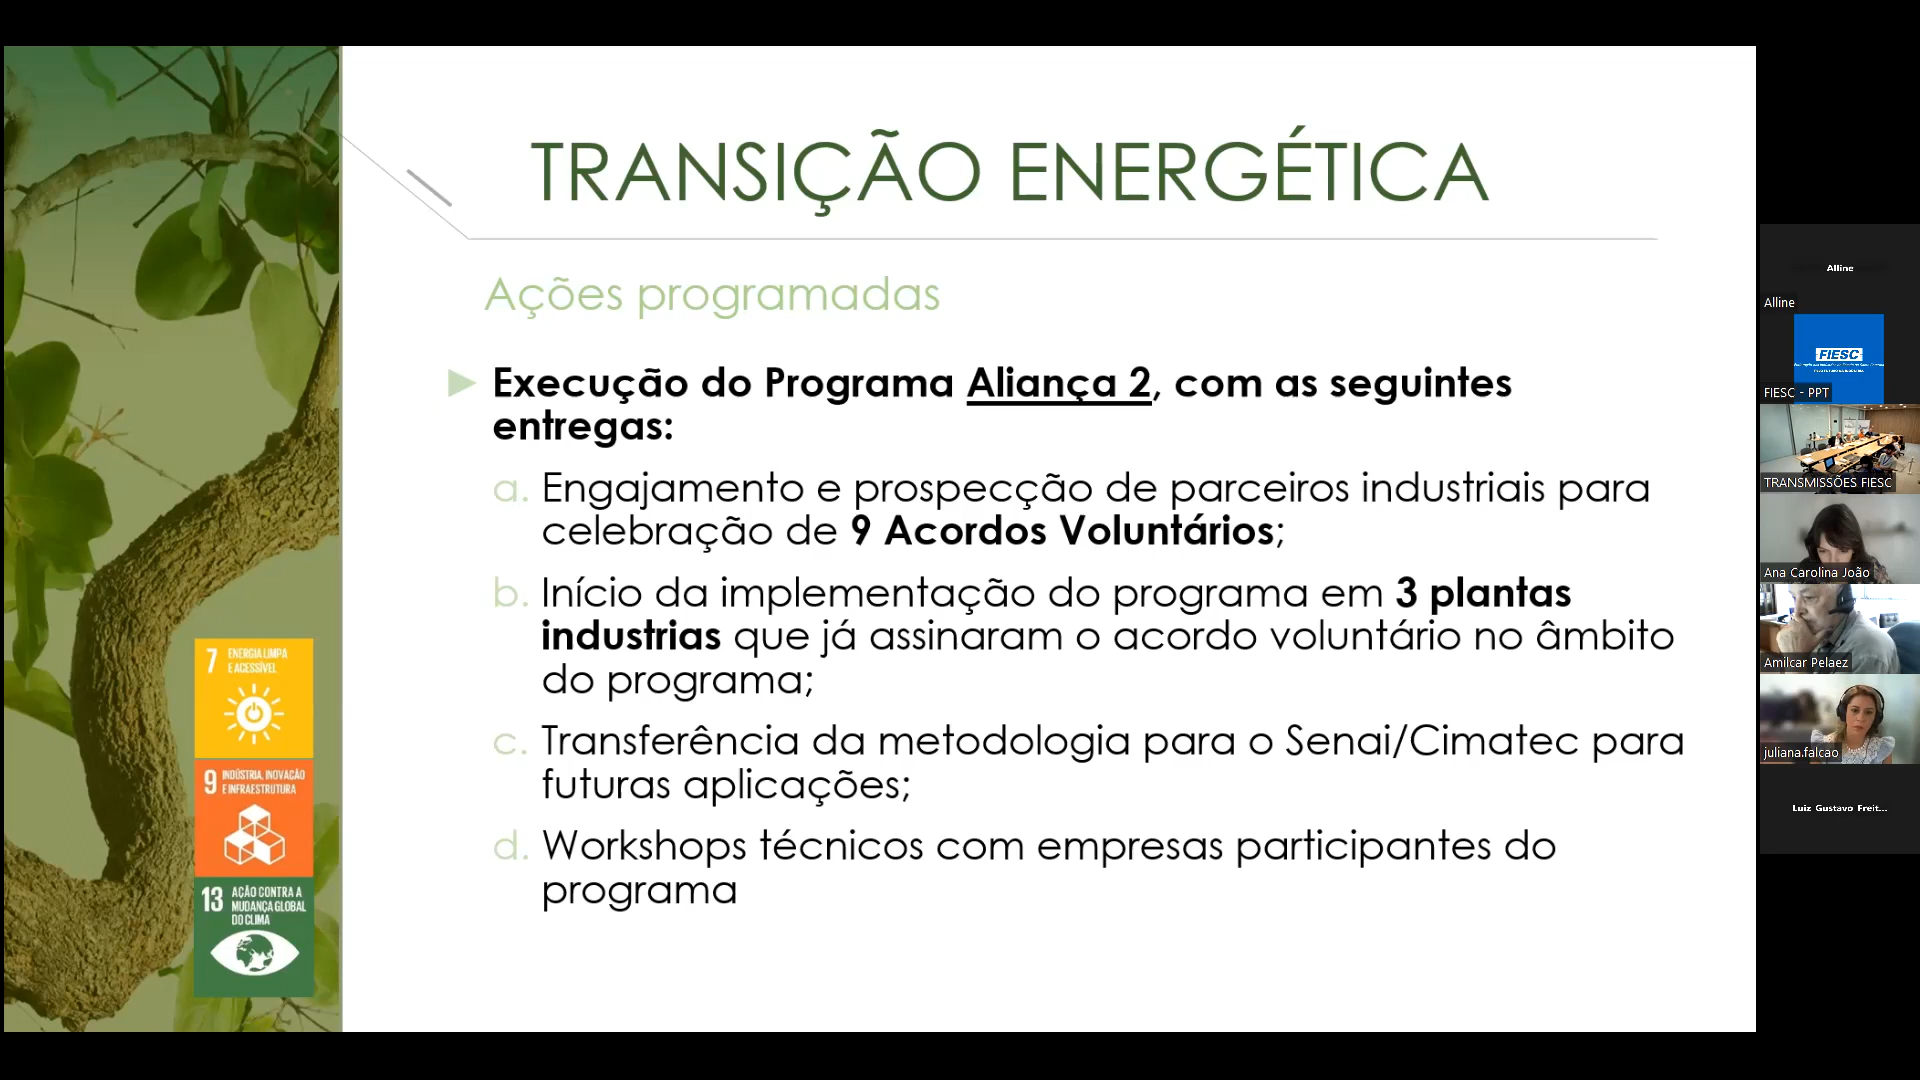 TRANSIÇÃO ENERGÉTICA
Ações programadas
Execução do Programa Aliança 2, com as seguintes
entregas:
a. Engajamento e prospecção de parceiros industriais para
celebração de 9 Acordos Voluntários;
b. Início da implementação do programa em 3 plantas
industrias que já assinaram o acordo voluntário no âmbito
do programa;
c. Transferência da metodologia para o Senai/Cimatec para
futuras aplicações;
d. Workshops técnicos com empresas participantes do
programa
7 ENERGIA LIMPA
E ACESSÍVEL
9 INDÚSTRIA, INOVAÇÃO
E INFRAESTRUTURA
13 AÇÃO CONTRA A
MUDANÇA GLOBAL
DO CLIMA
Alline
Alline
FIESC
FIESC - PPT
TRANSMISSÕES FIESC
Ana Carolina João
Amilcar Pelaez
juliana.falcao
Luiz Gustavo Freit...